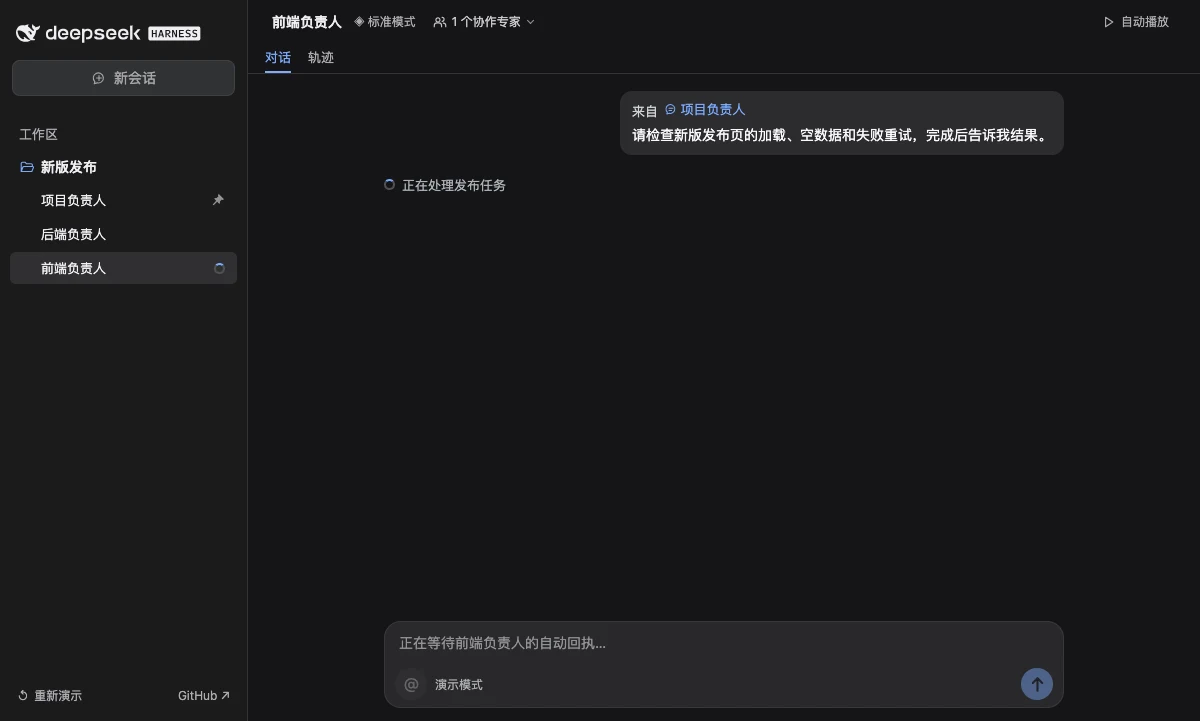 deepseek HARNESS
新会话
工作区
新版发布
项目负责人
后端负责人
前端负责人
重新演示
GitHub
前端负责人 标准模式 1 个协作专家
自动播放
对话 轨迹
来自 项目负责人
请检查新版发布页的加载、空数据和失败重试，完成后告诉我结果。
正在处理发布任务
正在等待前端负责人的自动回执...
@ 演示模式